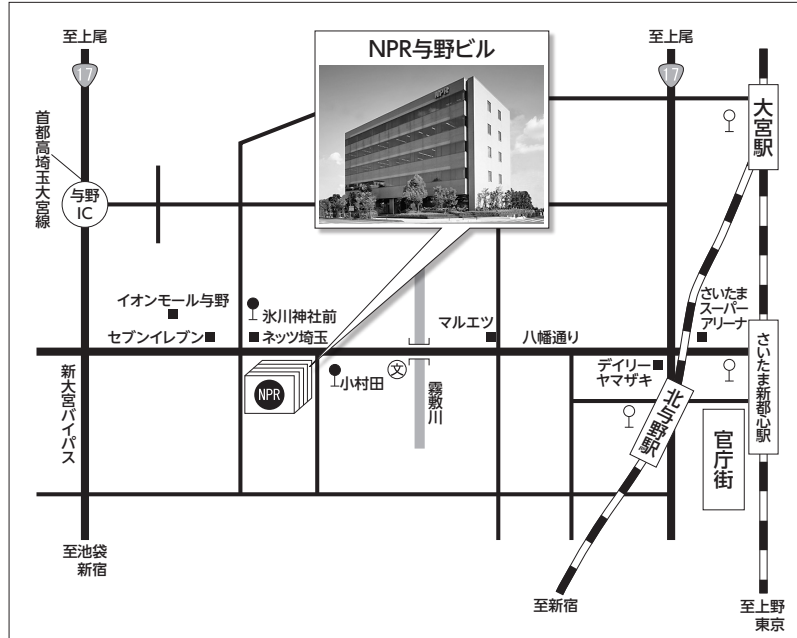 至上尾
17
NPR与野ビル
NPR
至上尾
17
大宮駅
首都高埼玉大宮線
与野
IC
イオンモール与野
氷川神社前
セブンイレブン
ネッツ埼玉
マルエツ
八幡通り
さいたま
スーパー
アリーナ
新大宮バイパス
NPR
小村田
文
霧敷川
デイリー
ヤマザキ
北与野駅
さいたま新都心駅
官庁街
至池袋
新宿
至新宿
至上野
東京